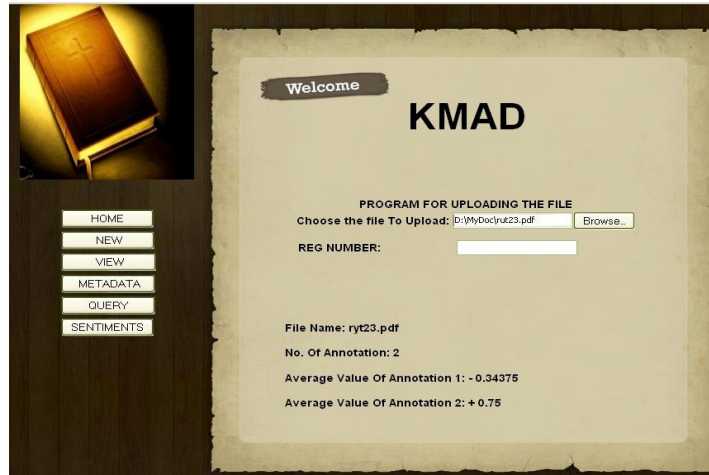 Welcome
KMAD
PROGRAM FOR UPLOADING THE FILE
Choose the file To Upload: D:\MyDoc\rut23.pdf Browse..
REG NUMBER:
HOME
NEW
VIEW
METADATA
QUERY
SENTIMENTS
File Name: ryt23.pdf
No. Of Annotation: 2
Average Value Of Annotation 1: - 0.34375
Average Value Of Annotation 2: + 0.75